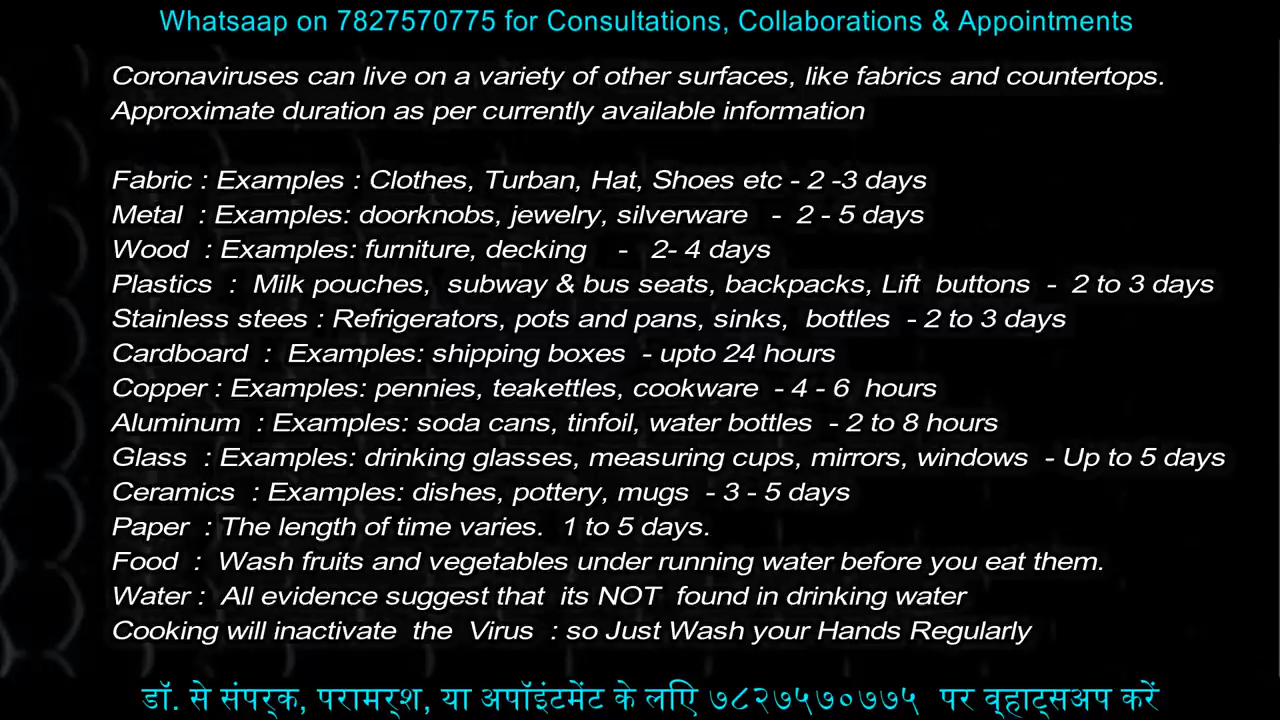 Whatsaap on 7827570775 for Consultations, Collaborations & Appointments
Coronaviruses can live on a variety of other surfaces, like fabrics and countertops.
Approximate duration as per currently available information
Fabric : Examples : Clothes, Turban, Hat, Shoes etc - 2 -3 days
Metal : Examples: doorknobs, jewelry, silverware - 2 - 5 days
Wood : Examples: furniture, decking - 2- 4 days
Plastics : Milk pouches, subway & bus seats, backpacks, Lift buttons - 2 to 3 days
Stainless stees : Refrigerators, pots and pans, sinks, bottles - 2 to 3 days
Cardboard : Examples: shipping boxes - upto 24 hours
Copper : Examples: pennies, teakettles, cookware - 4 - 6 hours
Aluminum : Examples: soda cans, tinfoil, water bottles - 2 to 8 hours
Glass : Examples: drinking glasses, measuring cups, mirrors, windows - Up to 5 days
Ceramics : Examples: dishes, pottery, mugs - 3 - 5 days
Paper : The length of time varies. 1 to 5 days.
Food : Wash fruits and vegetables under running water before you eat them.
Water : All evidence suggest that its NOT found in drinking water
Cooking will inactivate the Virus : so Just Wash your Hands Regularly
डॉ. से संपर्क, परामर्श, या अपॉइंटमेंट के लिए ७८२७५७०७७५ पर व्हाट्सअप करें